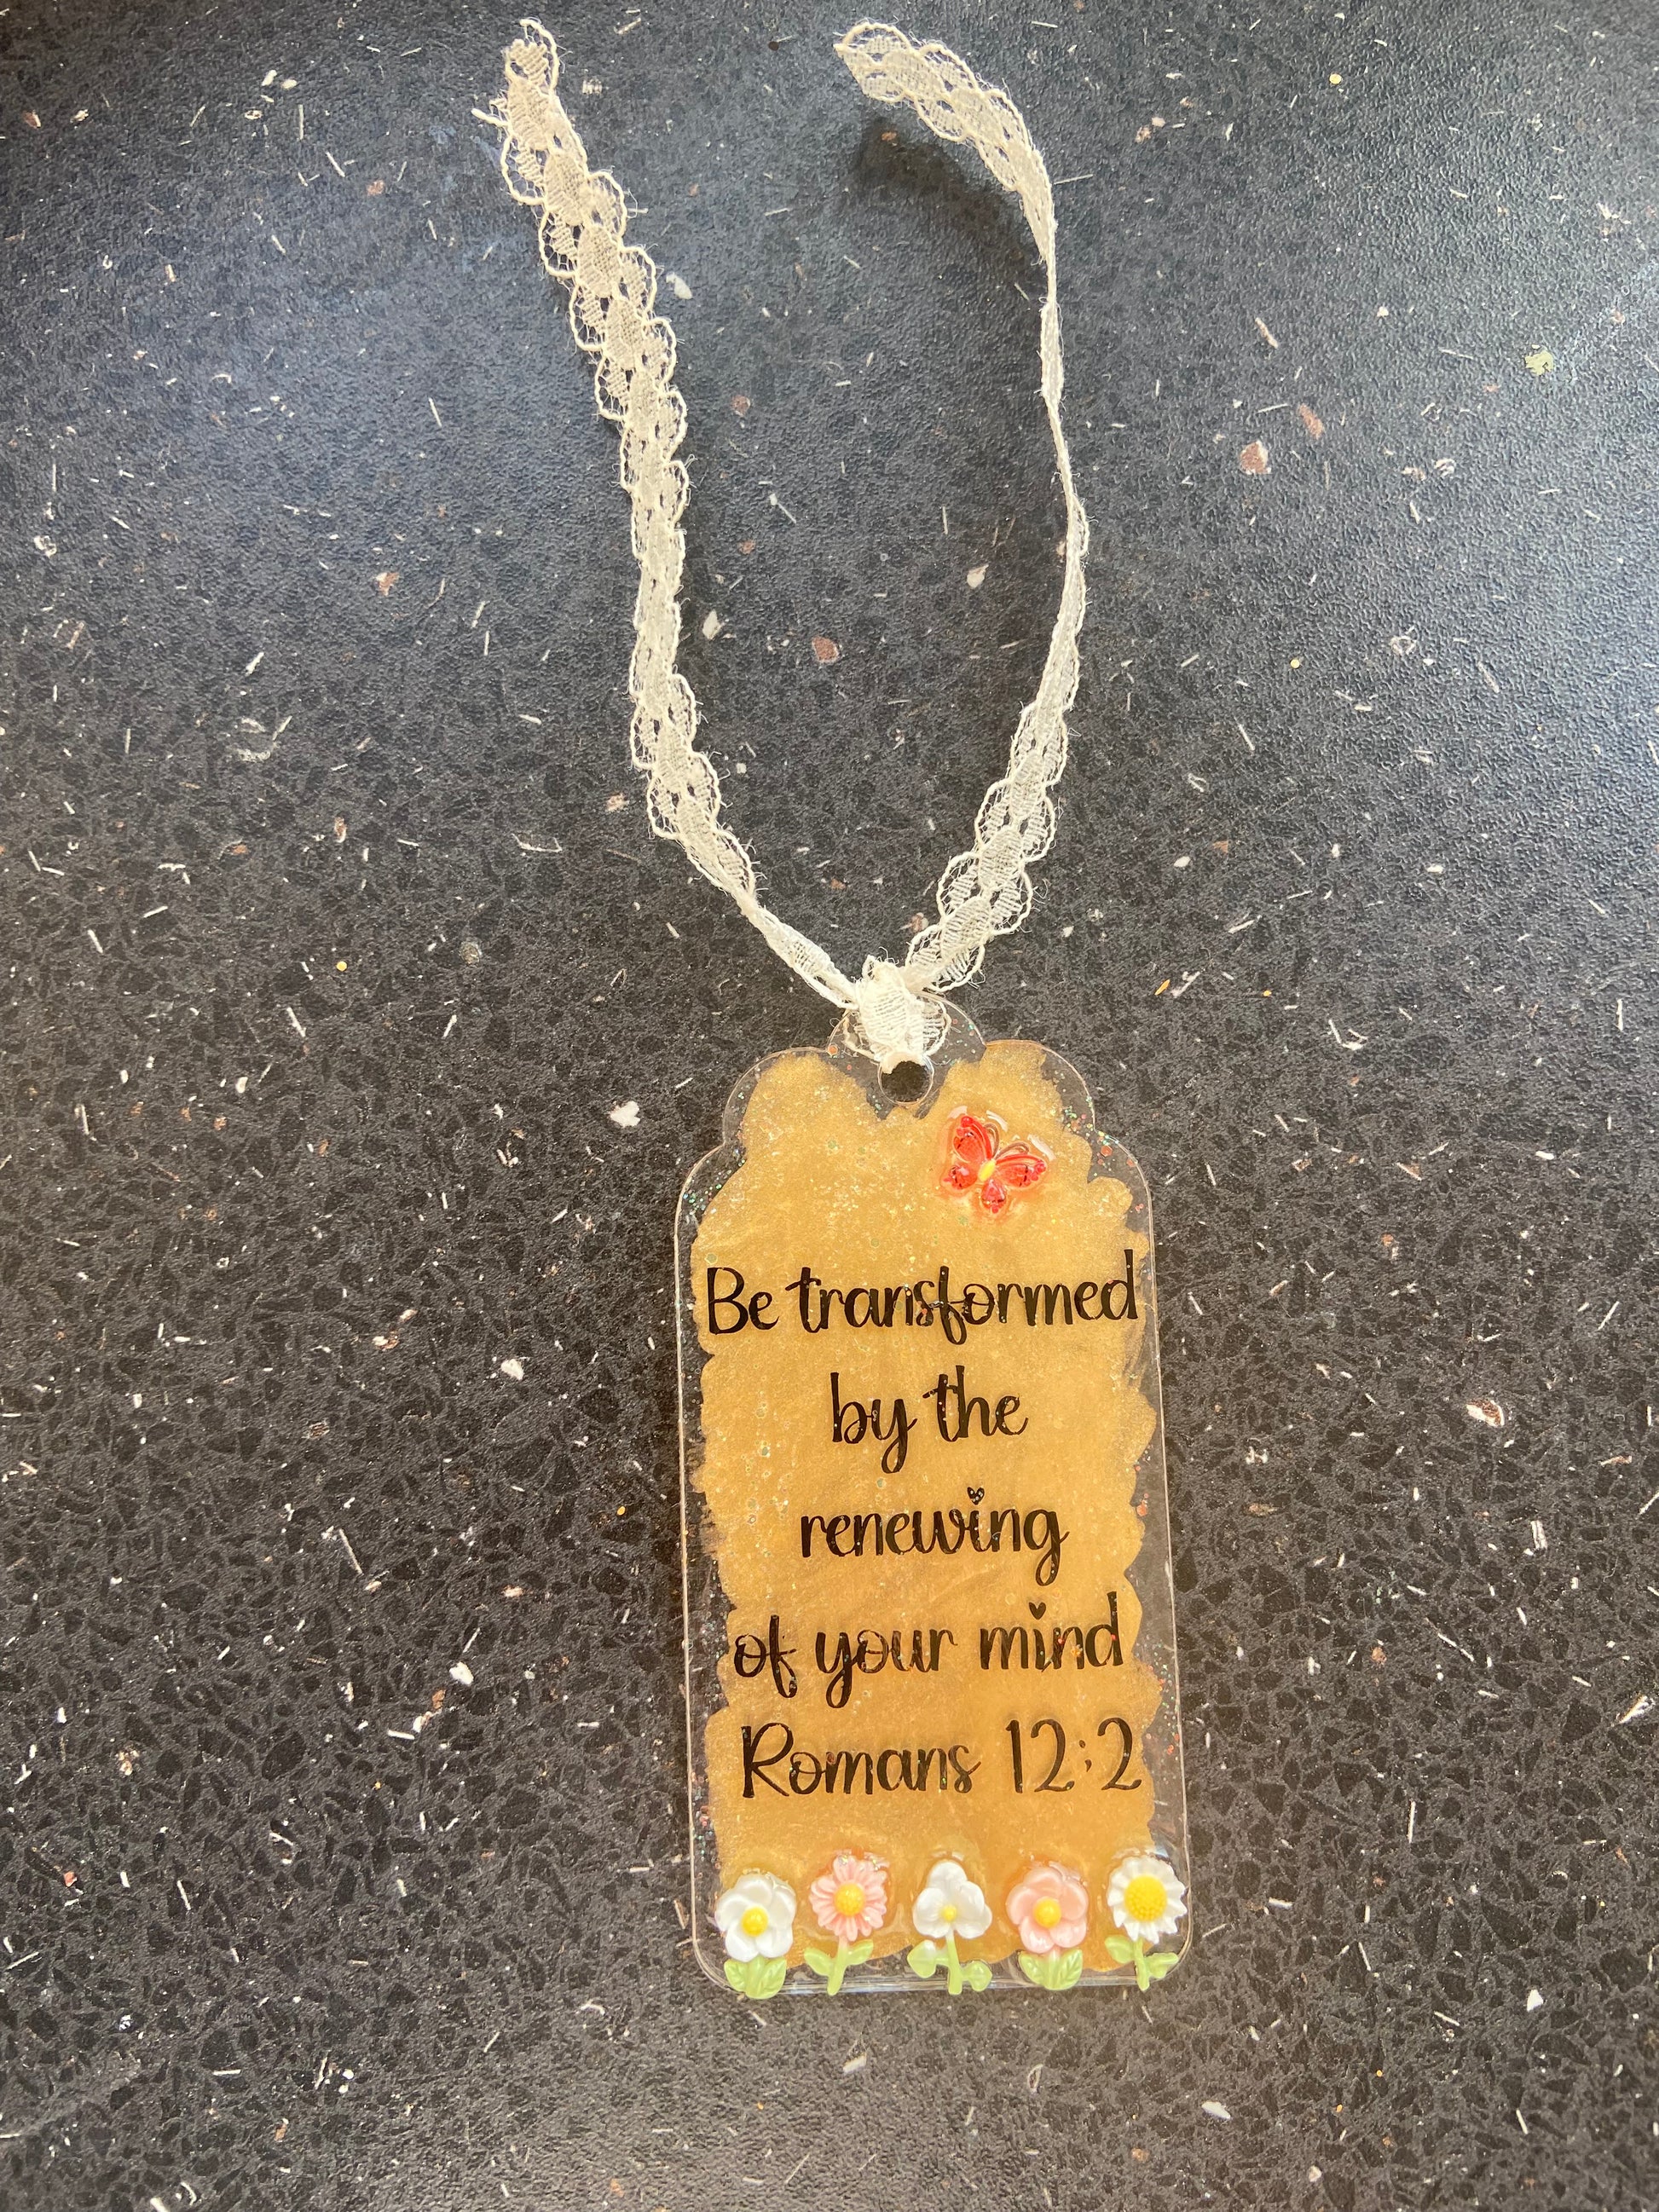 Be transformed
by the
renewing
of your mind
Romans 12:2